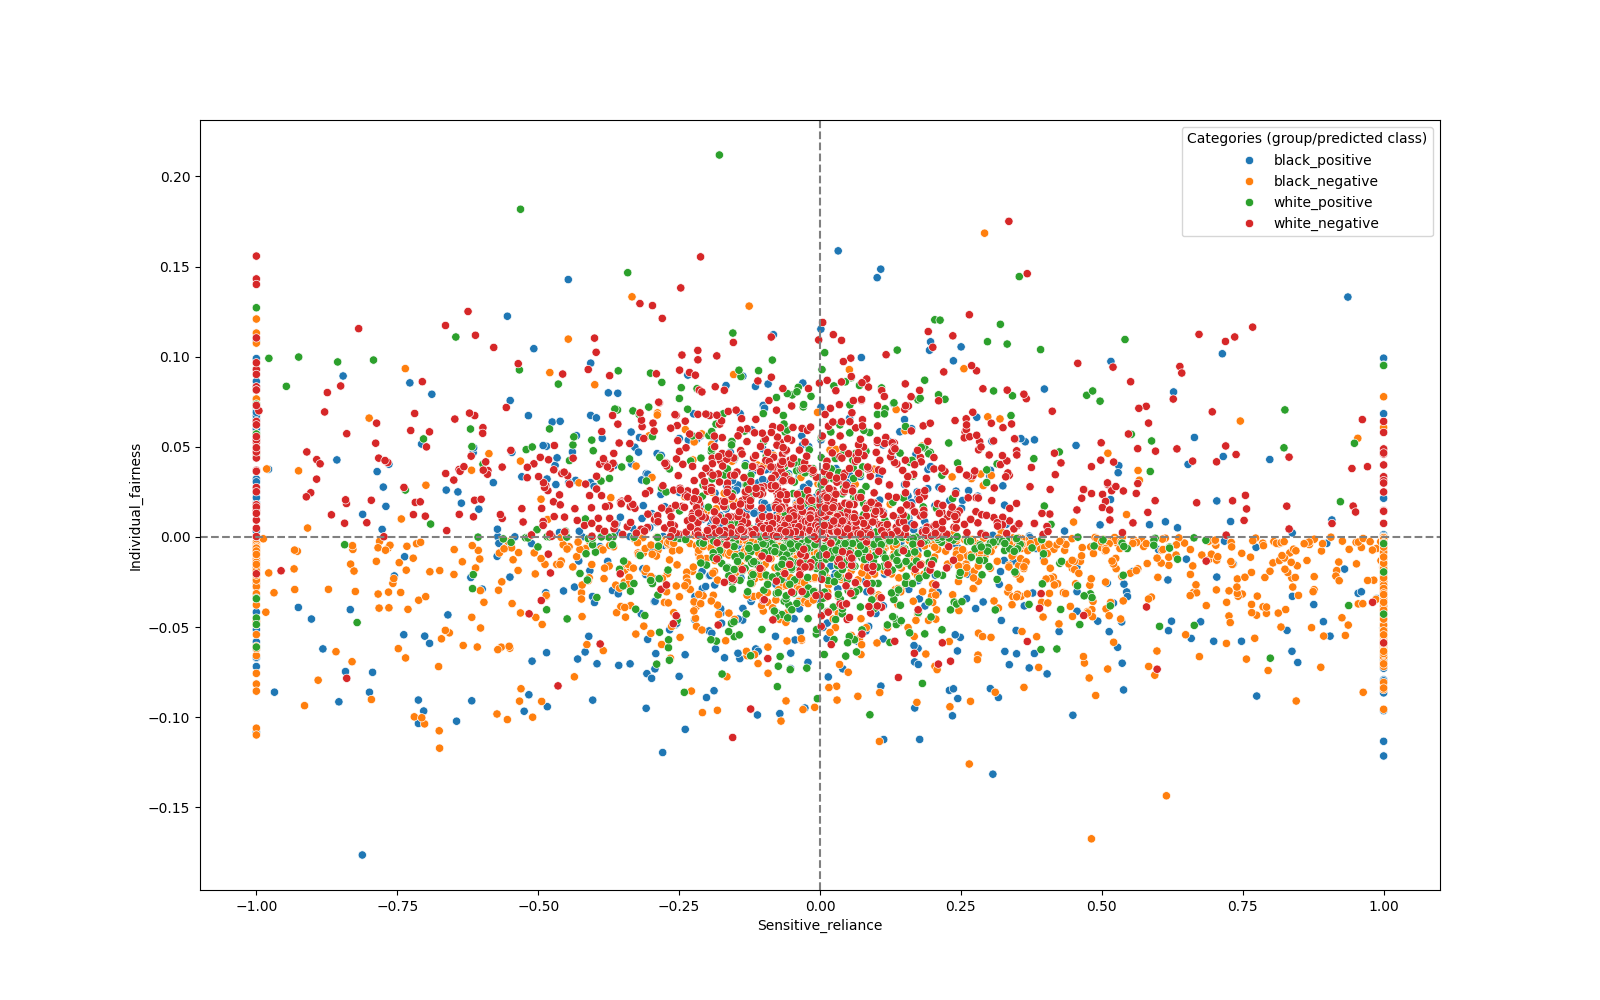 Categories (group/predicted class)
black_positive
black_negative
white_positive
white_negative
0.20
0.15
0.10
0.05
0.00
−0.05
−0.10
−0.15
Individual_fairness
−1.00
−0.75
−0.50
−0.25
0.00
0.25
0.50
0.75
1.00
Sensitive_reliance